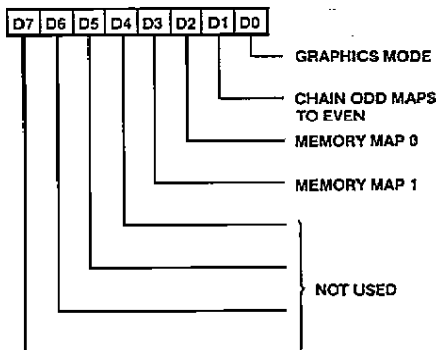 D7 D6 D5 D4 D3 D2 D1 D0
GRAPHICS MODE
CHAIN ODD MAPS
TO EVEN
MEMORY MAP 0
MEMORY MAP 1
NOT USED